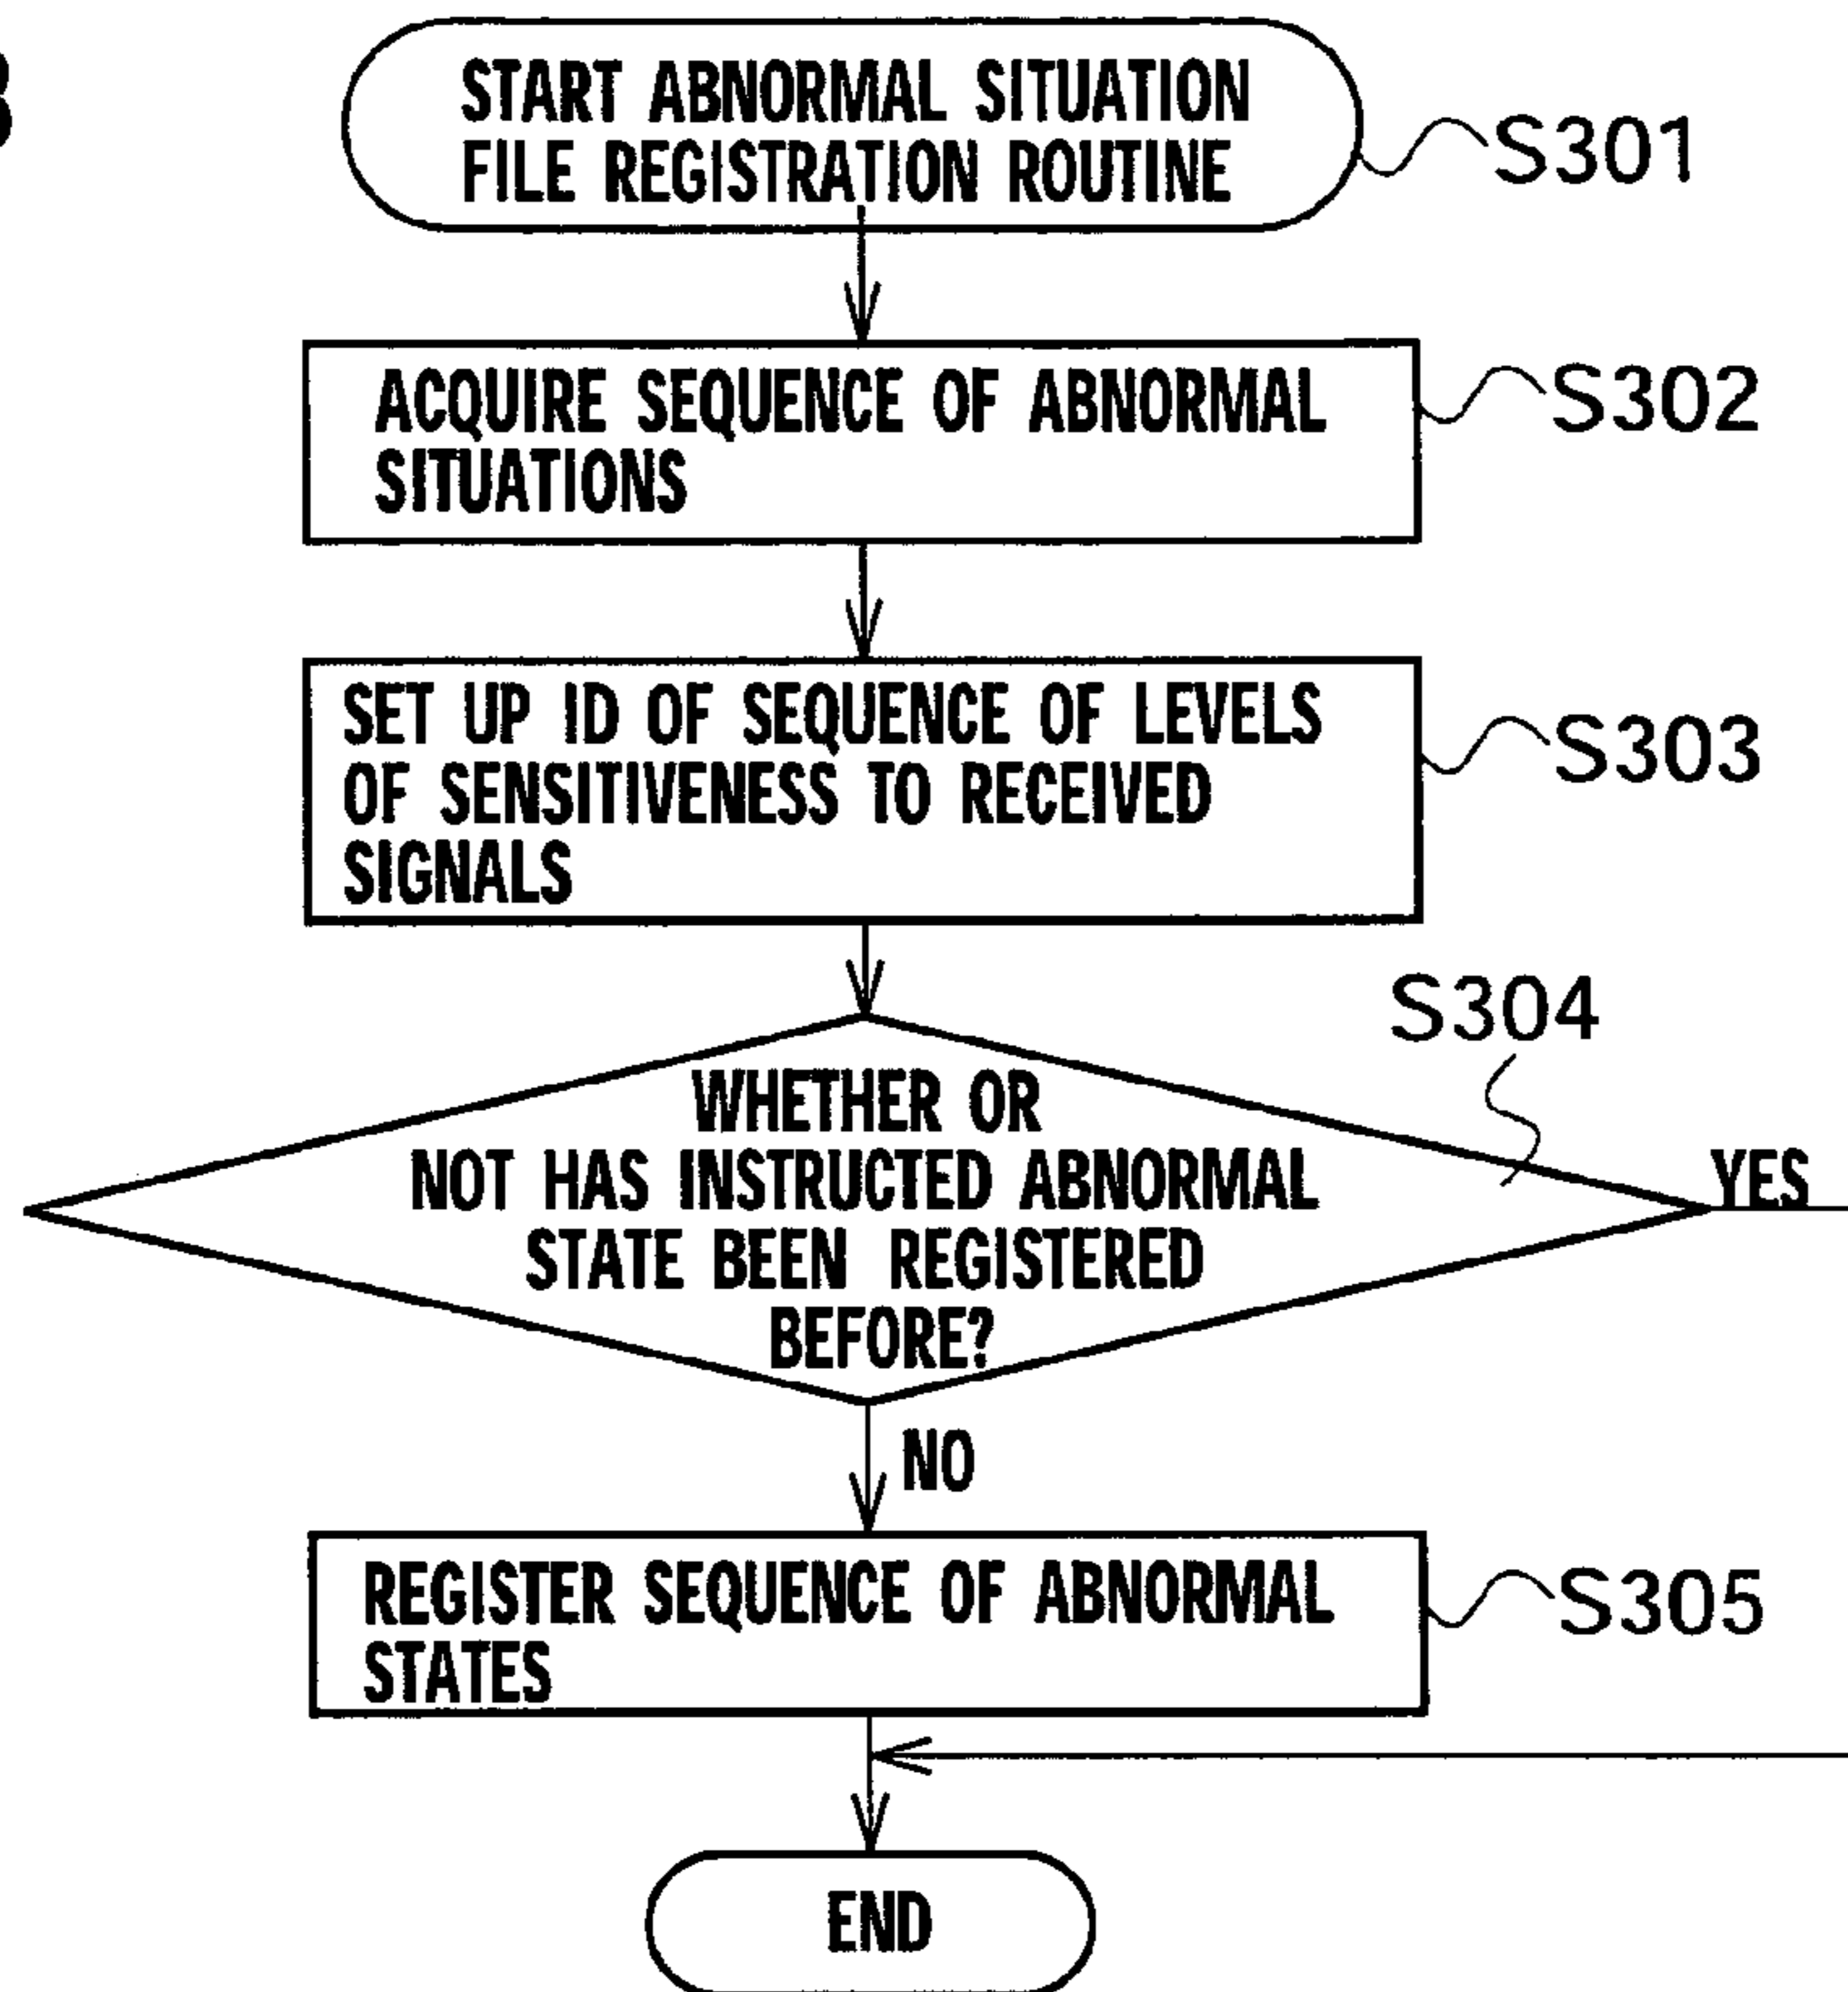 START ABNORMAL SITUATION
FILE REGISTRATION ROUTINE
S301
ACQUIRE SEQUENCE OF ABNORMAL
SITUATIONS
S302
SET UP ID OF SEQUENCE OF LEVELS
OF SENSITIVENESS TO RECEIVED
SIGNALS
S303
S304
WHETHER OR
NOT HAS INSTRUCTED ABNORMAL
STATE BEEN REGISTERED
BEFORE?
YES
NO
REGISTER SEQUENCE OF ABNORMAL
STATES
S305
END